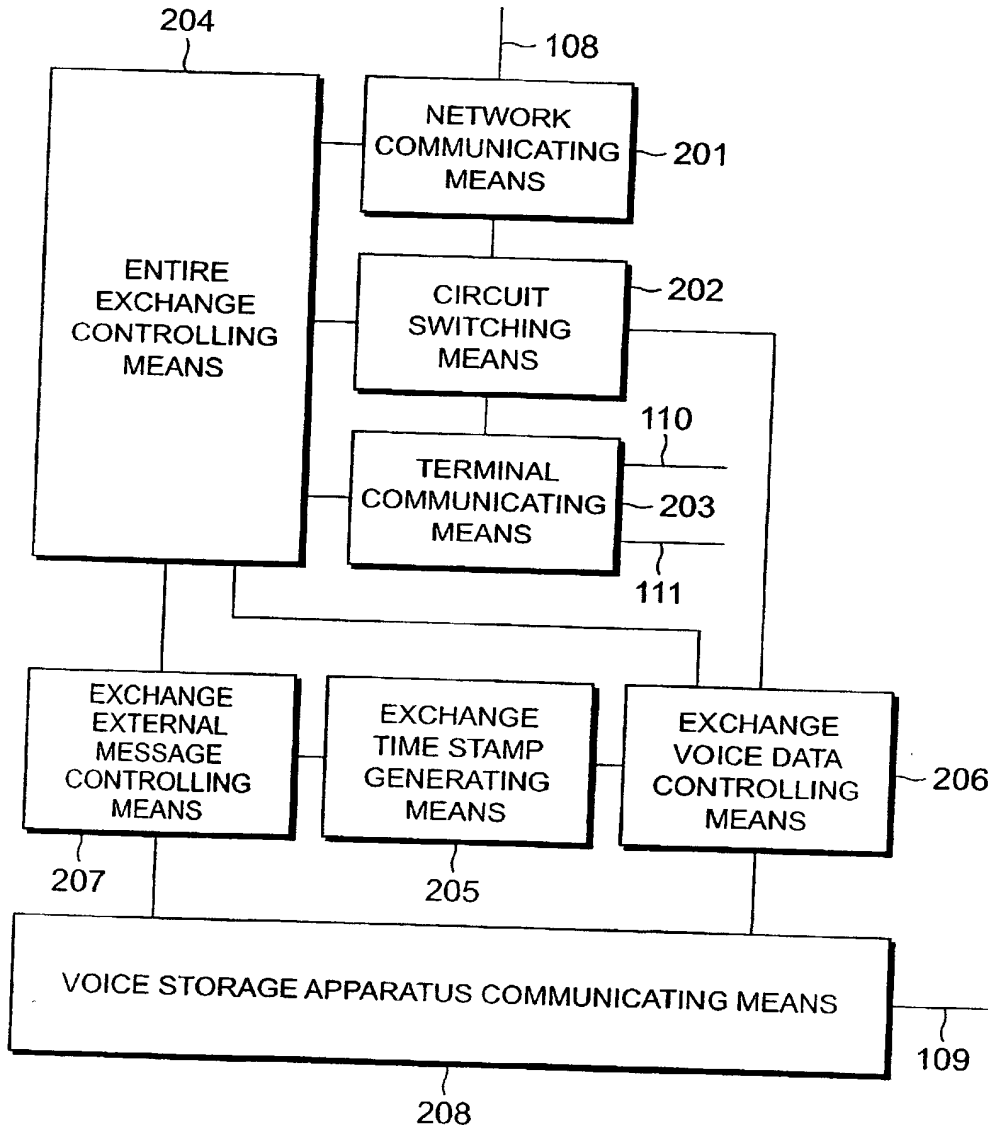 204
108
NETWORK
COMMUNICATING
MEANS
201
ENTIRE
EXCHANGE
CONTROLLING
MEANS
CIRCUIT
SWITCHING
MEANS
202
110
TERMINAL
COMMUNICATING
MEANS
203
111
EXCHANGE
EXTERNAL
MESSAGE
CONTROLLING
MEANS
EXCHANGE
TIME STAMP
GENERATING
MEANS
EXCHANGE
VOICE DATA
CONTROLLING
MEANS
206
207
205
VOICE STORAGE APPARATUS COMMUNICATING MEANS
109
208